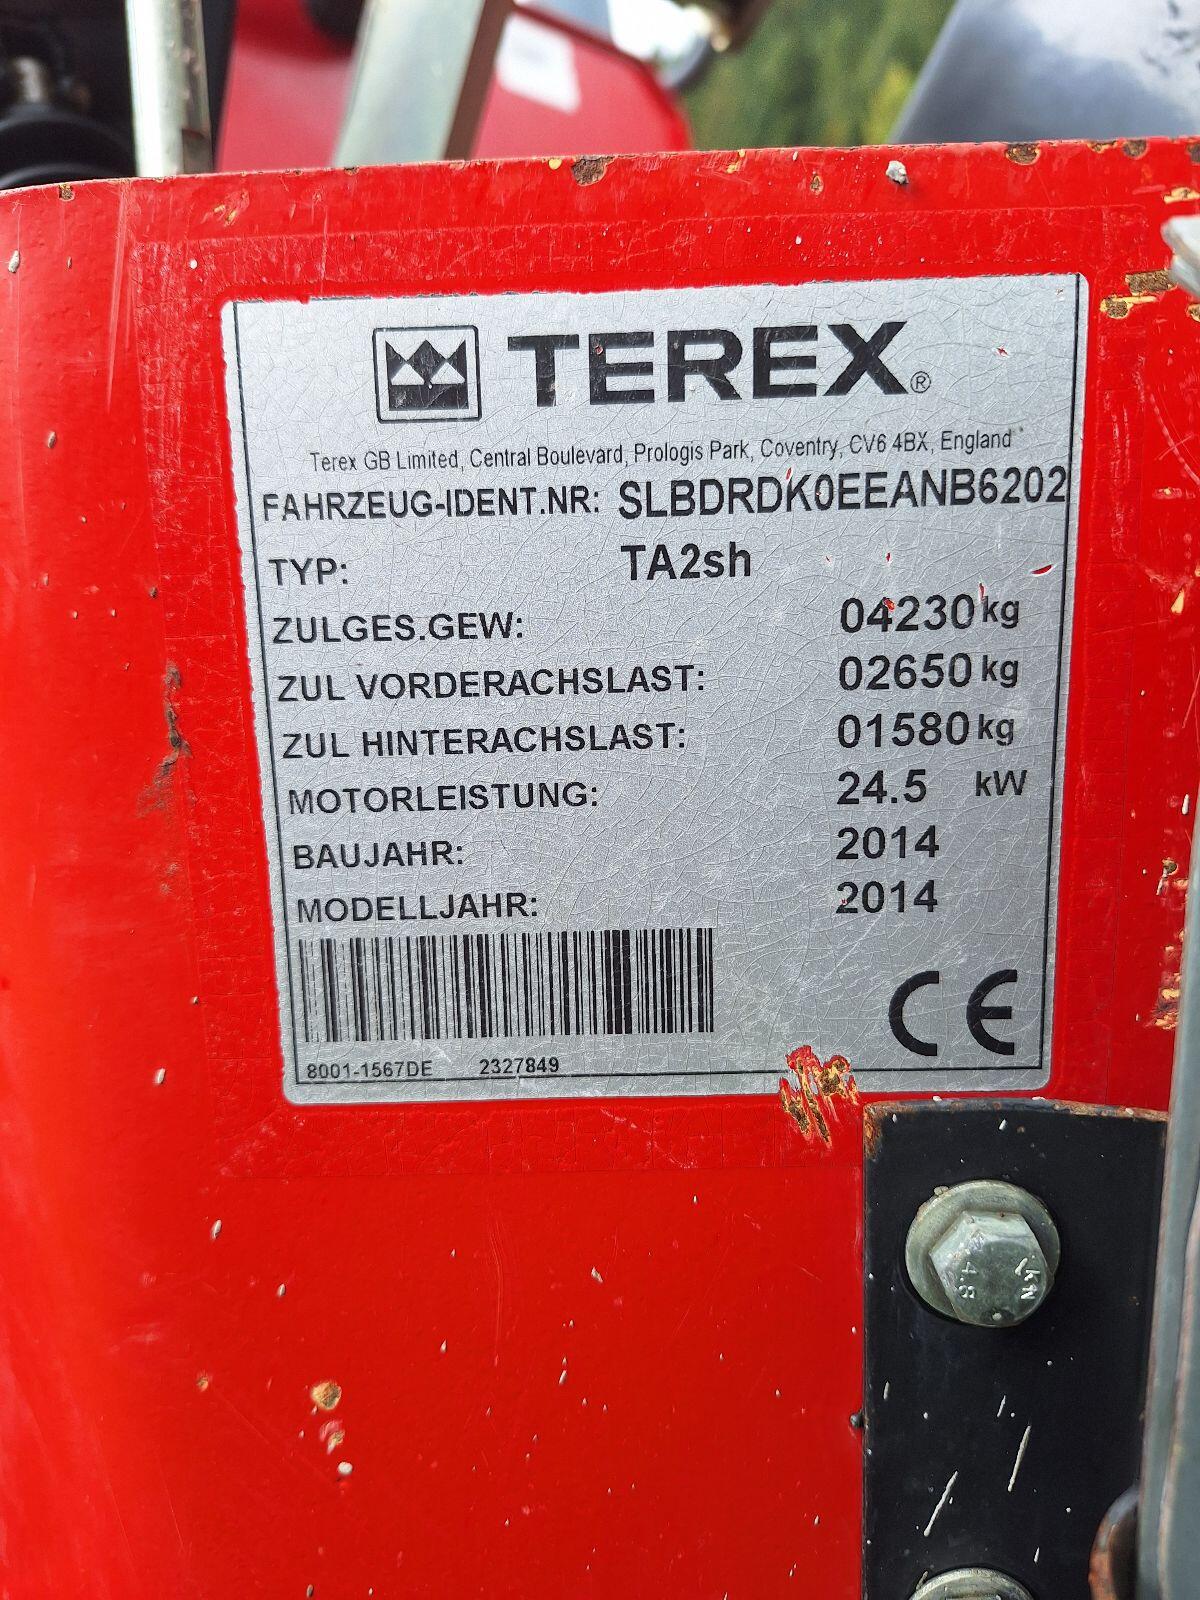 TEREX®
Terex GB Limited, Central Boulevard, Prologis Park, Coventry, CV6 4BX, England
FAHRZEUG-IDENT.NR: SLBDRDK0EEANB6202
TYP: TA2sh
ZULGES.GEW: 04230 kg
ZUL VORDERACHSLAST: 02650 kg
ZUL HINTERACHSLAST: 01580 kg
MOTORLEISTUNG: 24.5 kW
BAUJAHR: 2014
MODELLJAHR: 2014
8001-1567DE 2327849
CE
4.8